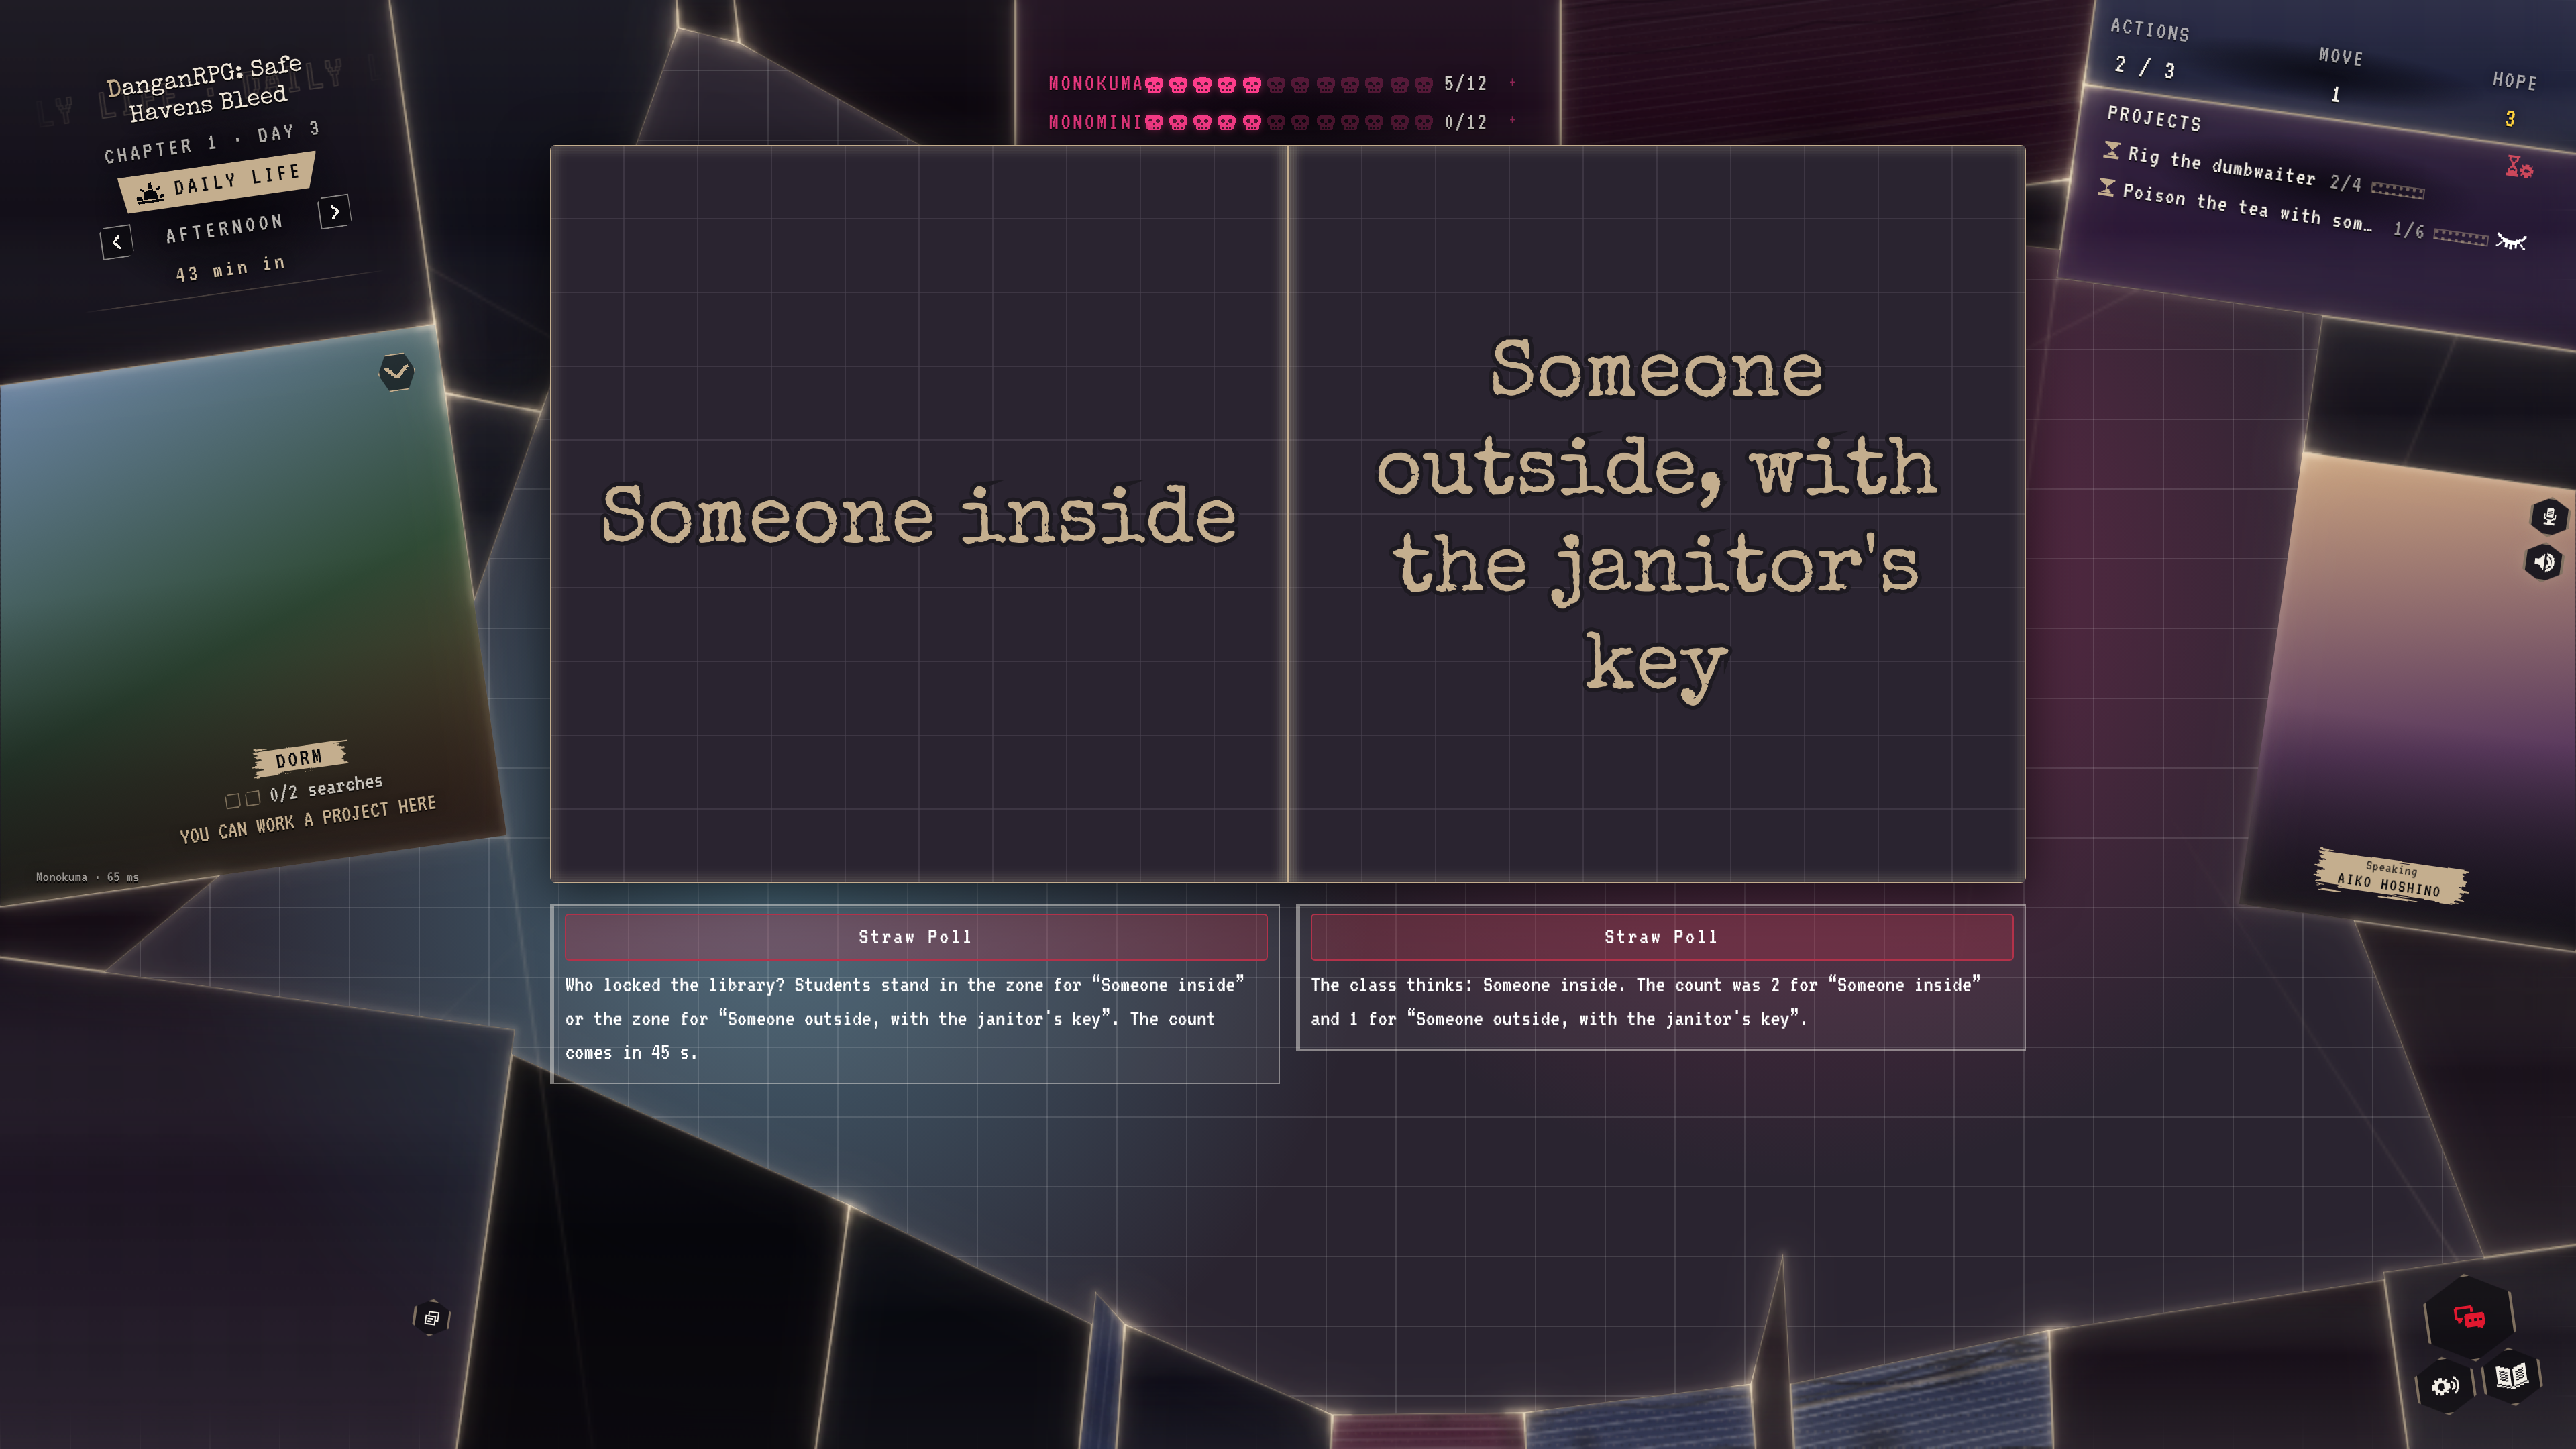 DanganRPG: Safe
Havens Bleed
CHAPTER 1 · DAY 3
DAILY LIFE
AFTERNOON
43 min in
MONOKUMA 5/12 +
MONOMINI 0/12 +
ACTIONS
2 / 3
MOVE
1
HOPE
3
PROJECTS
Rig the dumbwaiter 2/4
Poison the tea with som… 1/6
Someone inside
Someone
outside, with
the janitor's
key
DORM
0/2 searches
YOU CAN WORK A PROJECT HERE
Monokuma · 65 ms
Speaking
AIKO HOSHINO
Straw Poll
Who locked the library? Students stand in the zone for “Someone inside”
or the zone for “Someone outside, with the janitor's key”. The count
comes in 45 s.
Straw Poll
The class thinks: Someone inside. The count was 2 for “Someone inside”
and 1 for “Someone outside, with the janitor's key”.